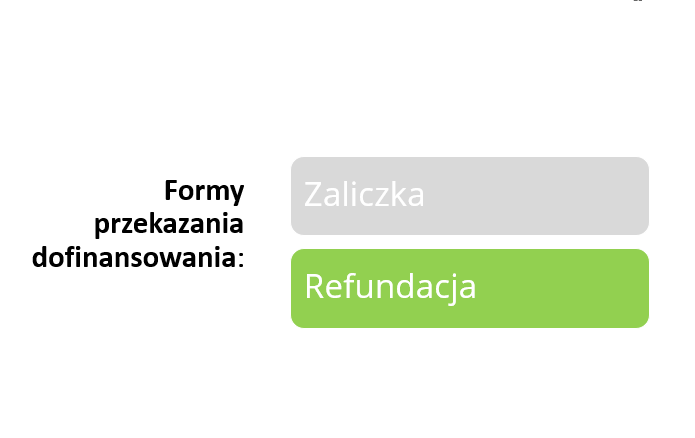 Formy
przekazania
dofinansowania:
Zaliczka
Refundacja